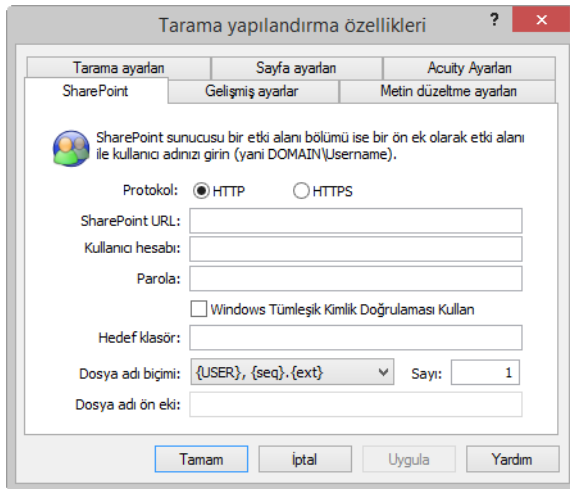 Tarama yapılandırma özellikleri
?
×
Tarama ayarları
Sayfa ayarları
Acuity Ayarları
SharePoint
Gelişmiş ayarlar
Metin düzeltme ayarları
SharePoint sunucusu bir etki alanı bölümü ise bir ön ek olarak etki alanı
ile kullanıcı adınızı girin (yani DOMAIN\Username).
Protokol: HTTP HTTPS
SharePoint URL:
Kullanıcı hesabı:
Parola:
Windows Tümleşik Kimlik Doğrulaması Kullan
Hedef klasör:
Dosya adı biçimi: {USER}, {seq}.{ext} Sayı: 1
Dosya adı ön eki:
Tamam İptal Uygula Yardım